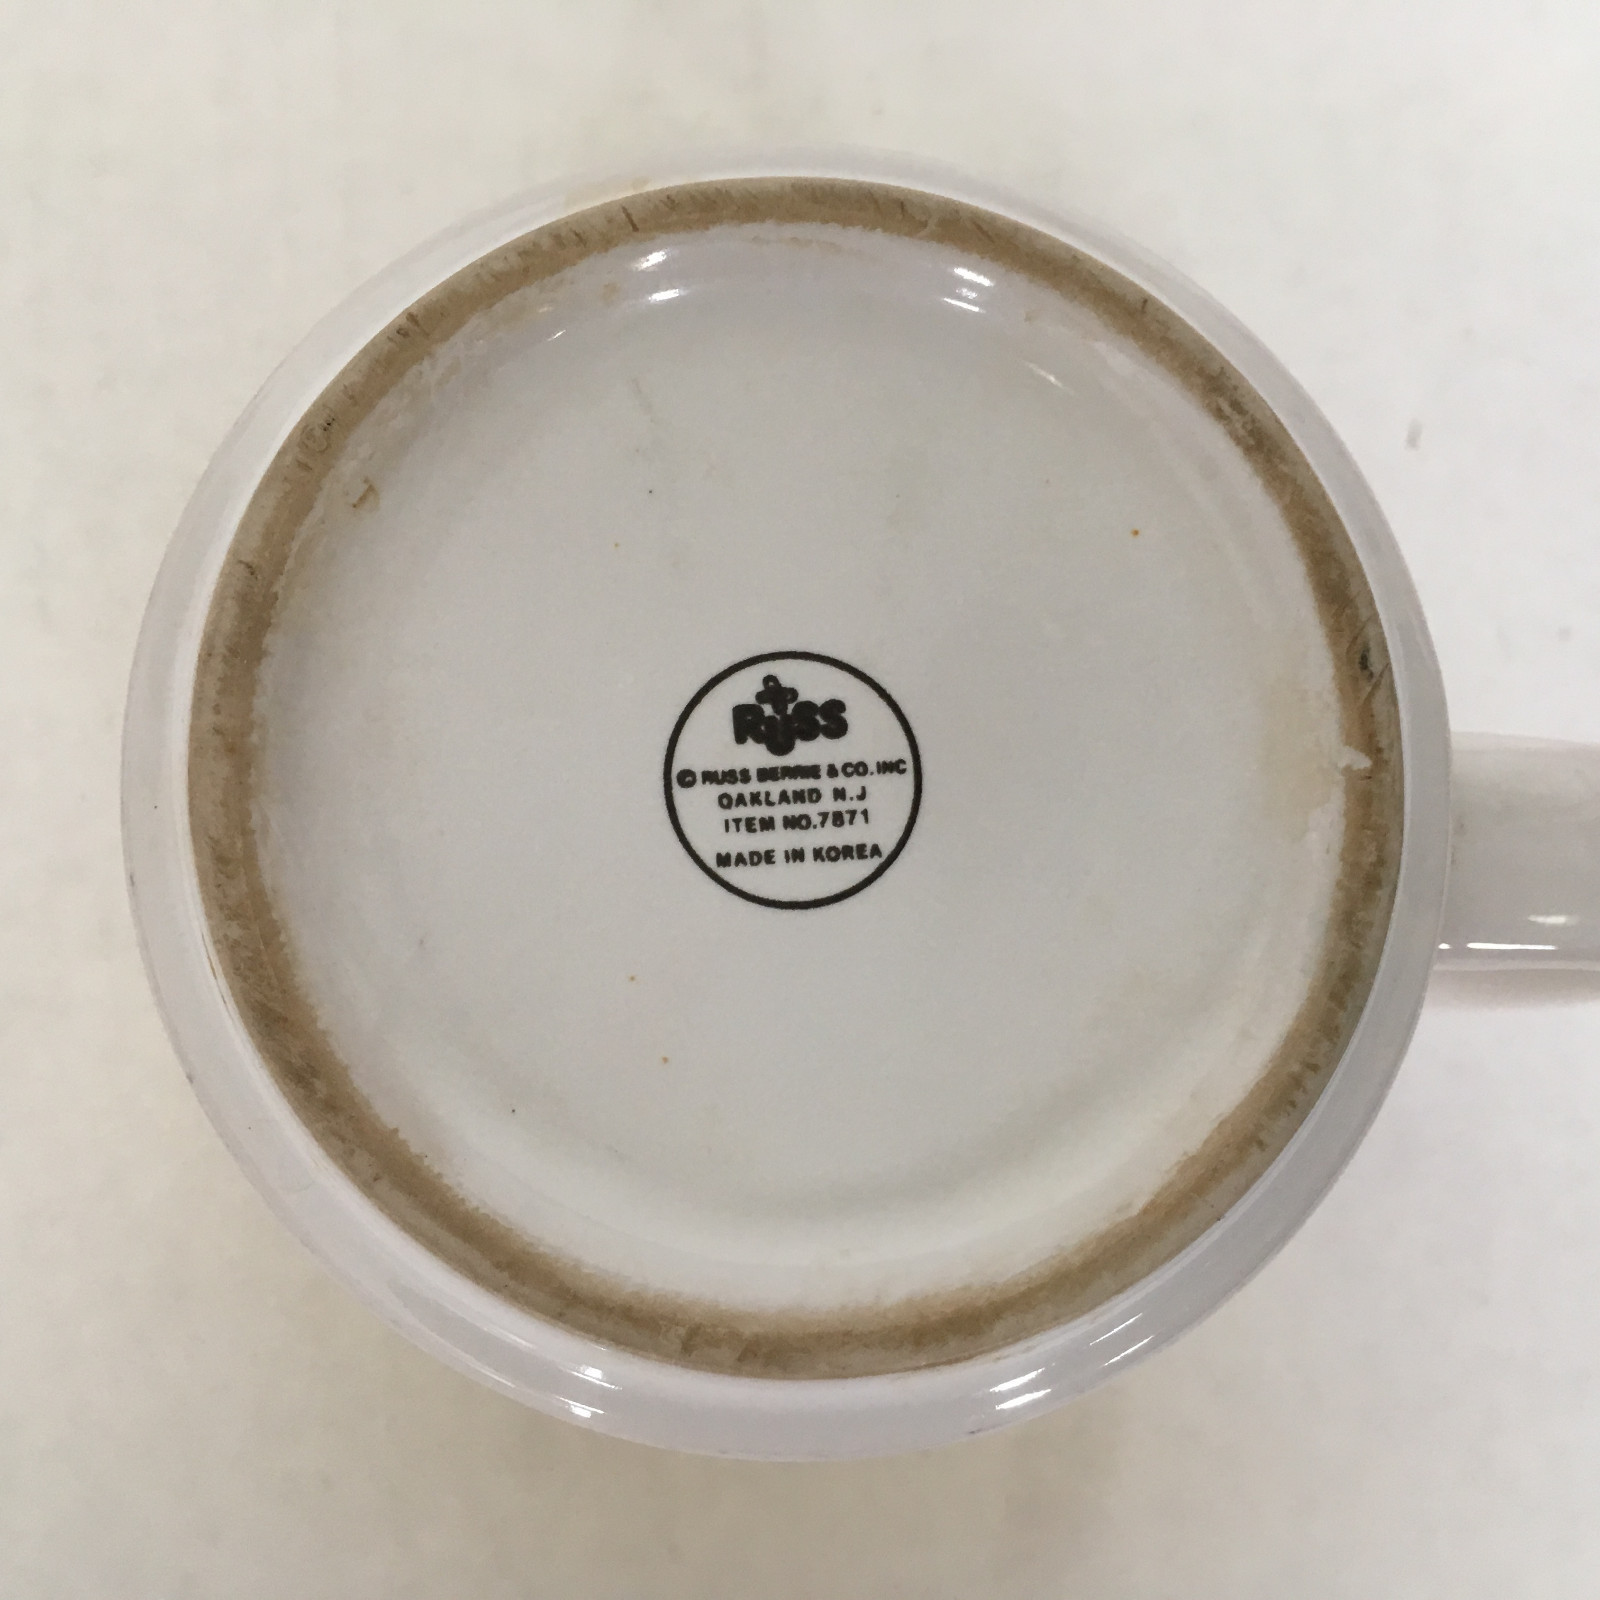 RUSS
© RUSS BERRIE & CO. INC
OAKLAND N.J
ITEM NO. 7871
MADE IN KOREA